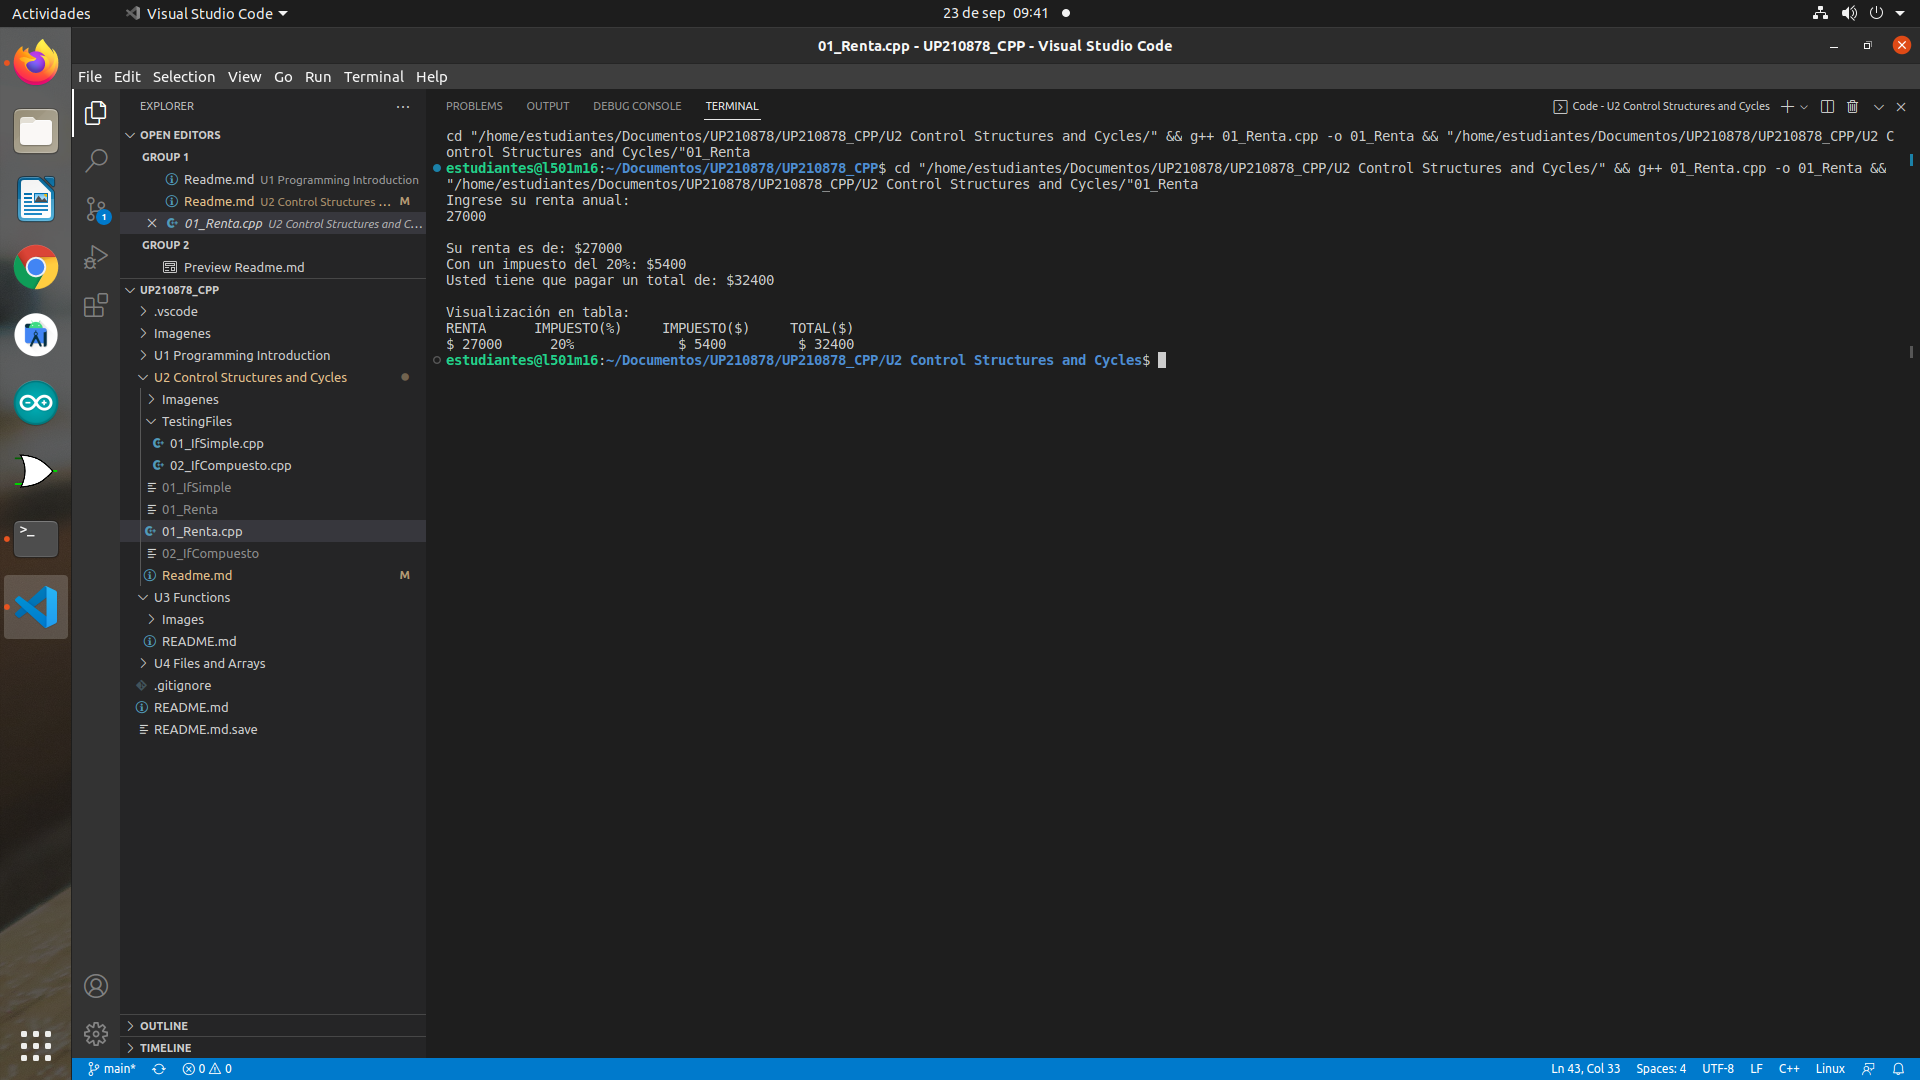 Actividades
Visual Studio Code
23 de sep 09:41
01_Renta.cpp - UP210878_CPP - Visual Studio Code
File Edit Selection View Go Run Terminal Help
EXPLORER
OPEN EDITORS
GROUP 1
Readme.md U1 Programming Introduction
Readme.md U2 Control Structures ... M
01_Renta.cpp U2 Control Structures and C...
GROUP 2
Preview Readme.md
UP210878_CPP
.vscode
Imagenes
U1 Programming Introduction
U2 Control Structures and Cycles
Imagenes
TestingFiles
01_IfSimple.cpp
02_IfCompuesto.cpp
01_IfSimple
01_Renta
01_Renta.cpp
02_IfCompuesto
Readme.md M
U3 Functions
Images
README.md
U4 Files and Arrays
.gitignore
README.md
README.md.save
OUTLINE
TIMELINE
PROBLEMS OUTPUT DEBUG CONSOLE TERMINAL
Code - U2 Control Structures and Cycles
cd "/home/estudiantes/Documentos/UP210878/UP210878_CPP/U2 Control Structures and Cycles/" && g++ 01_Renta.cpp -o 01_Renta && "/home/estudiantes/Documentos/UP210878/UP210878_CPP/U2 C
ontrol Structures and Cycles/"01_Renta
estudiantes@l501m16:~/Documentos/UP210878/UP210878_CPP$ cd "/home/estudiantes/Documentos/UP210878/UP210878_CPP/U2 Control Structures and Cycles/" && g++ 01_Renta.cpp -o 01_Renta &&
"/home/estudiantes/Documentos/UP210878/UP210878_CPP/U2 Control Structures and Cycles/"01_Renta
Ingrese su renta anual:
27000
Su renta es de: $27000
Con un impuesto del 20%: $5400
Usted tiene que pagar un total de: $32400
Visualización en tabla:
RENTA IMPUESTO(%) IMPUESTO($) TOTAL($)
$ 27000 20% $ 5400 $ 32400
estudiantes@l501m16:~/Documentos/UP210878/UP210878_CPP/U2 Control Structures and Cycles$
main* 0 0
Ln 43, Col 33 Spaces: 4 UTF-8 LF C++ Linux